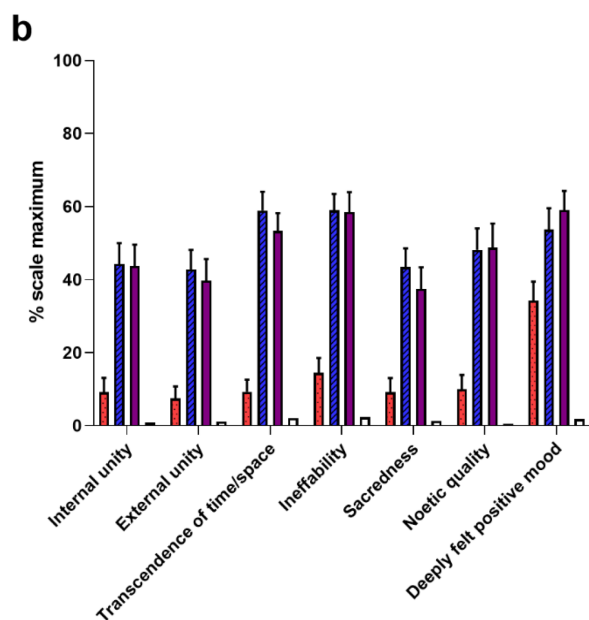 b
100
80
60
40
20
0
% scale maximum
Internal unity
External unity
Transcendence of time/space
Ineffability
Sacredness
Noetic quality
Deeply felt positive mood